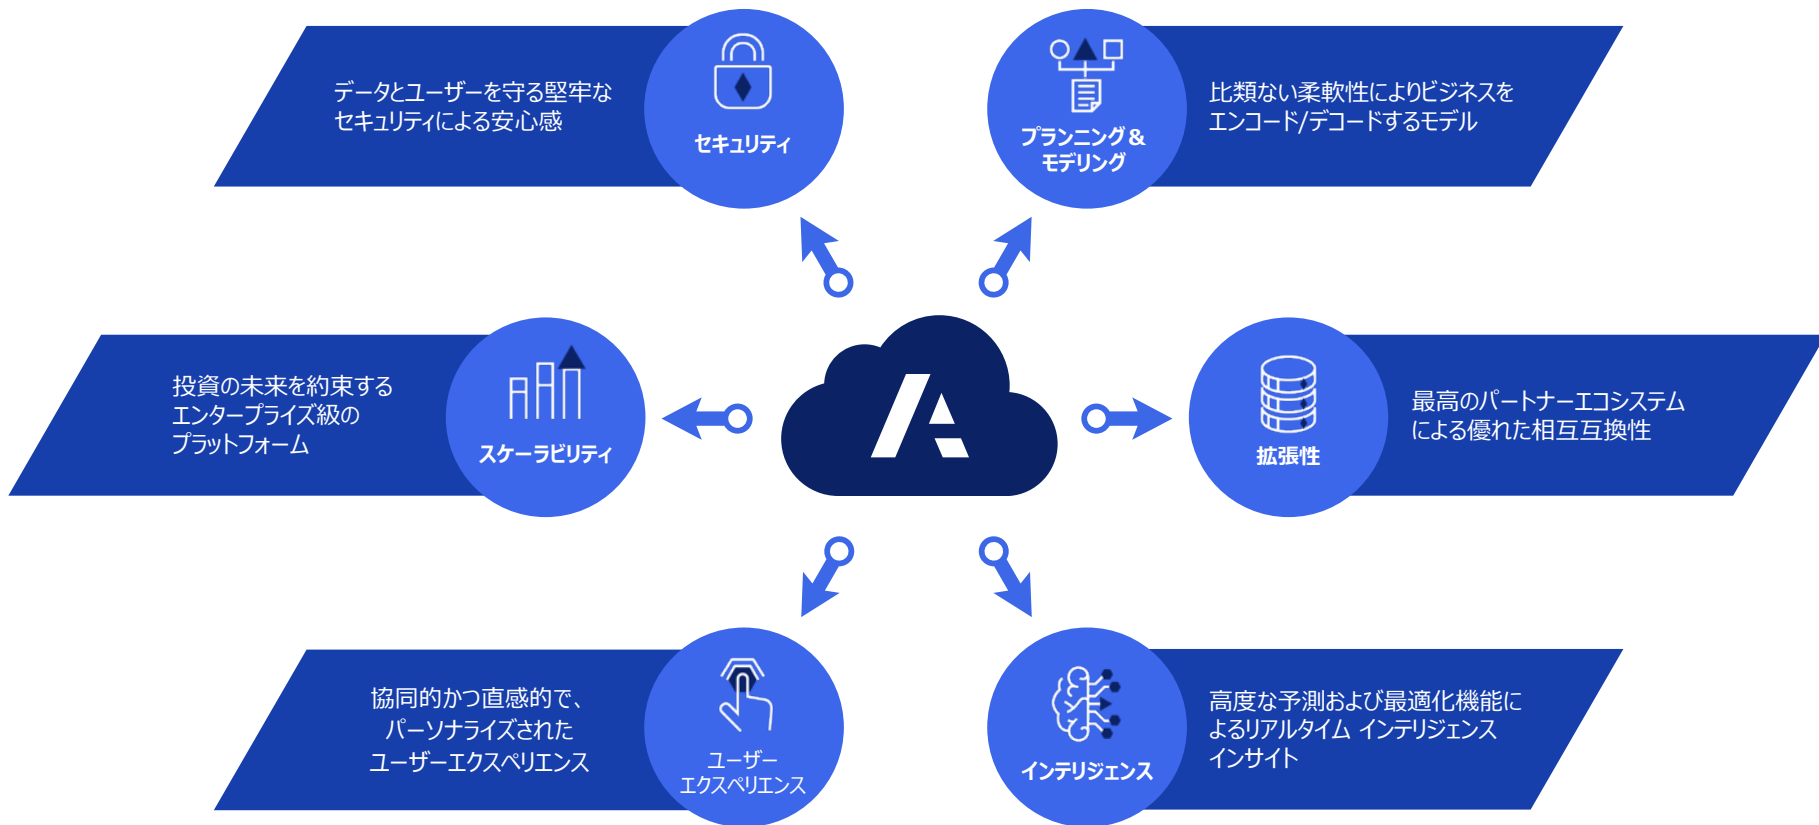 データとユーザーを守る堅牢な
セキュリティによる安心感
セキュリティ
プランニング &
モデリング
比類ない柔軟性によりビジネスを
エンコード/デコードするモデル
投資の未来を約束する
エンタープライズ級の
プラットフォーム
スケーラビリティ
A
拡張性
最高のパートナーエコシステム
による優れた相互互換性
協同的かつ直感的で、
パーソナライズされた
ユーザーエクスペリエンス
ユーザー
エクスペリエンス
インテリジェンス
高度な予測および最適化機能に
よるリアルタイム インテリジェンス
インサイト